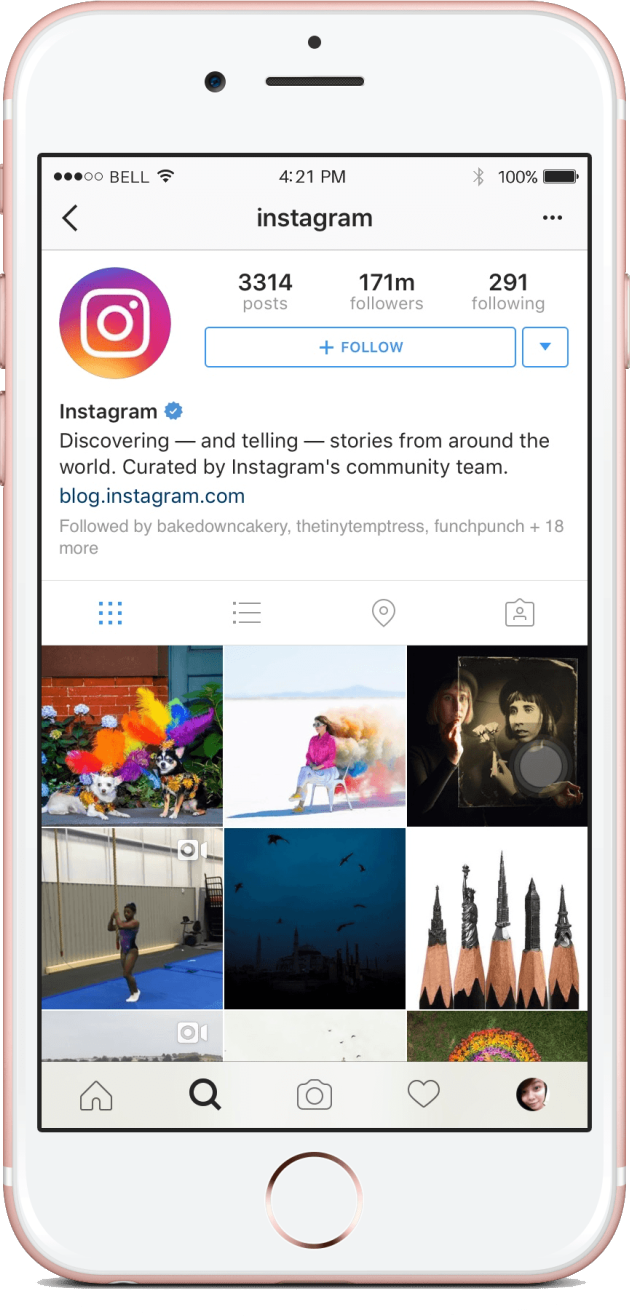 BELL 4:21 PM 100%
instagram
3314 171m 291
posts followers following
+ FOLLOW
Instagram
Discovering — and telling — stories from around the
world. Curated by Instagram's community team.
blog.instagram.com
Followed by bakedowncakery, thetinytemptress, funchpunch + 18
more